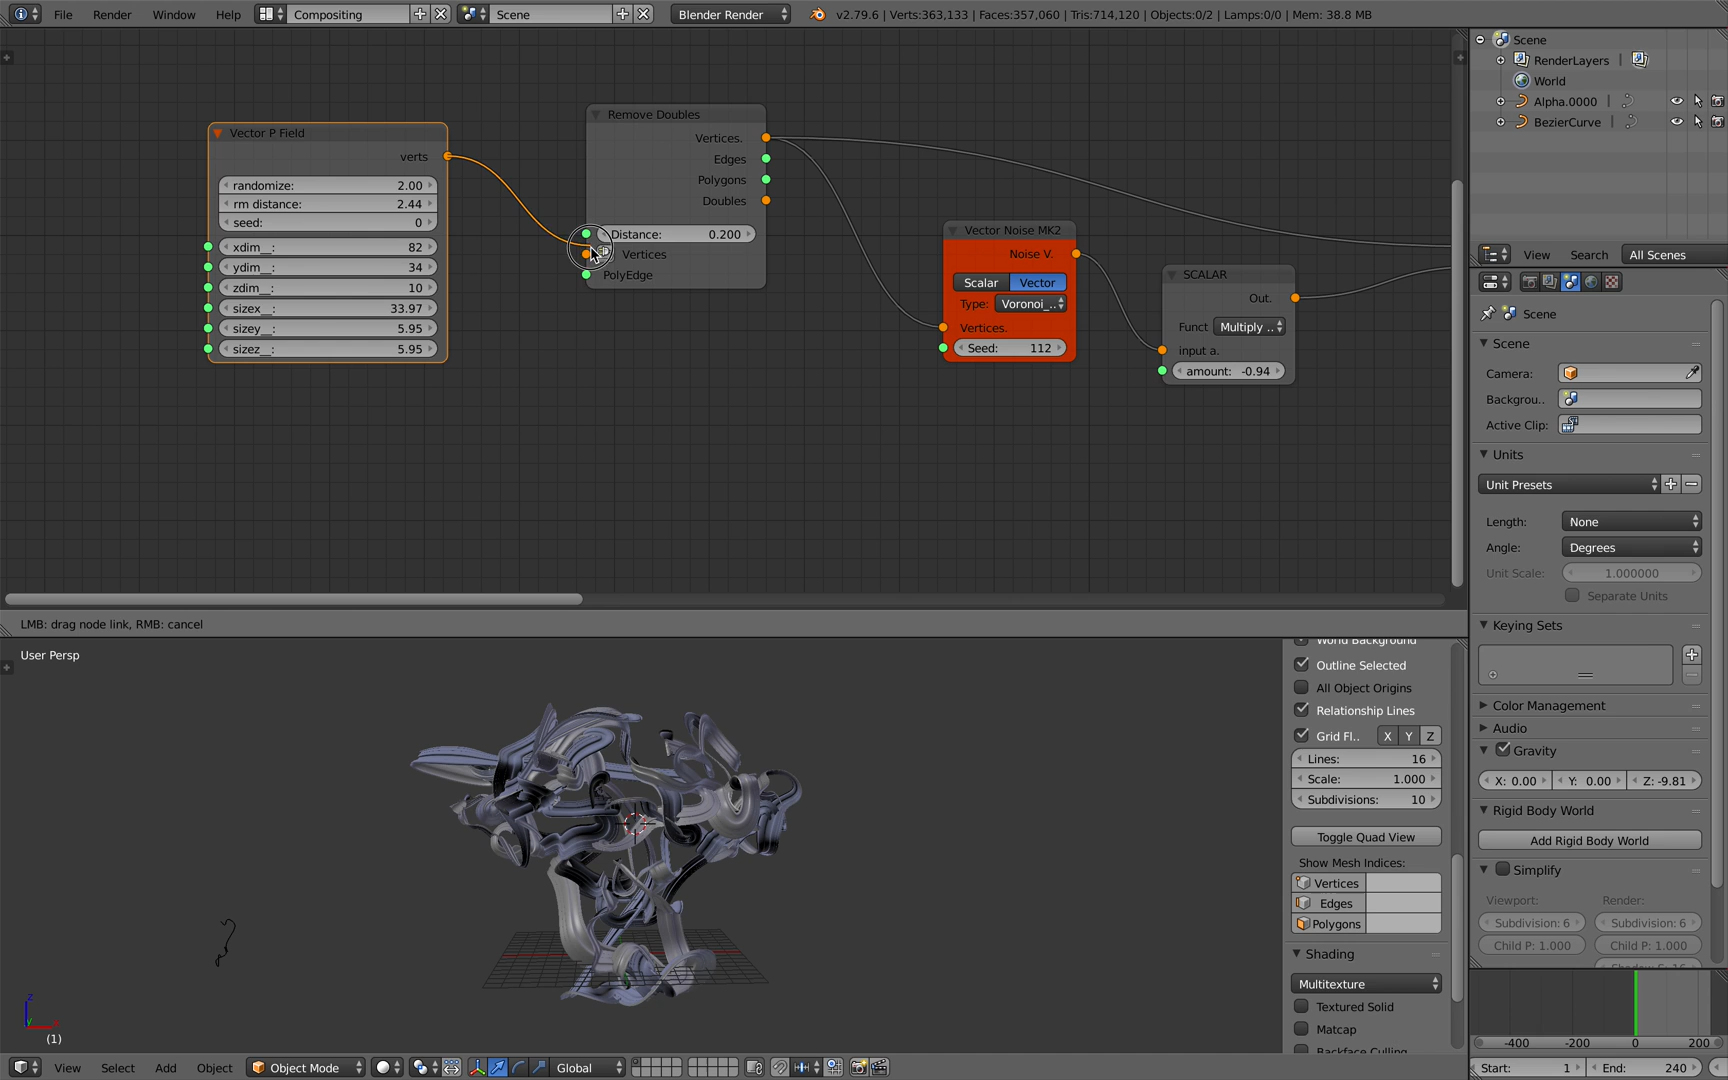 File Render Window Help Compositing Scene Blender Render v2.79.6 | Verts:363,133 | Faces:357,060 | Tris:714,120 | Objects:0/2 | Lamps:0/0 | Mem: 38.8 MB
Vector P Field
verts
randomize: 2.00
rm distance: 2.44
seed: 0
xdim__: 82
ydim__: 34
zdim__: 10
sizex__: 33.97
sizey__: 5.95
sizez__: 5.95
Remove Doubles
Vertices.
Edges
Polygons
Doubles
Distance: 0.200
Vertices
PolyEdge
Vector Noise MK2
Noise V.
Scalar Vector
Type: Voronoi_..
Vertices.
Seed: 112
SCALAR
Out.
Funct Multiply ..
input a.
amount: -0.94
LMB: drag node link, RMB: cancel
User Persp
z
y
(1)
World Background
Outline Selected
All Object Origins
Relationship Lines
Grid Fl.. X Y Z
Lines: 16
Scale: 1.000
Subdivisions: 10
Toggle Quad View
Show Mesh Indices:
Vertices
Edges
Polygons
Shading
Multitexture
Textured Solid
Matcap
Backface Culling
View Select Add Object Object Mode Global
Scene
RenderLayers
World
Alpha.0000
BezierCurve
View Search All Scenes
Scene
Scene
Camera:
Backgrou..
Active Clip:
Units
Unit Presets
Length: None
Angle: Degrees
Unit Scale: 1.000000
Separate Units
Keying Sets
Color Management
Audio
Gravity
X: 0.00 Y: 0.00 Z: -9.81
Rigid Body World
Add Rigid Body World
Simplify
Viewport: Render:
Subdivision: 6 Subdivision: 6
Child P: 1.000 Child P: 1.000
-400 -200 0 200
Start: 1 End: 240